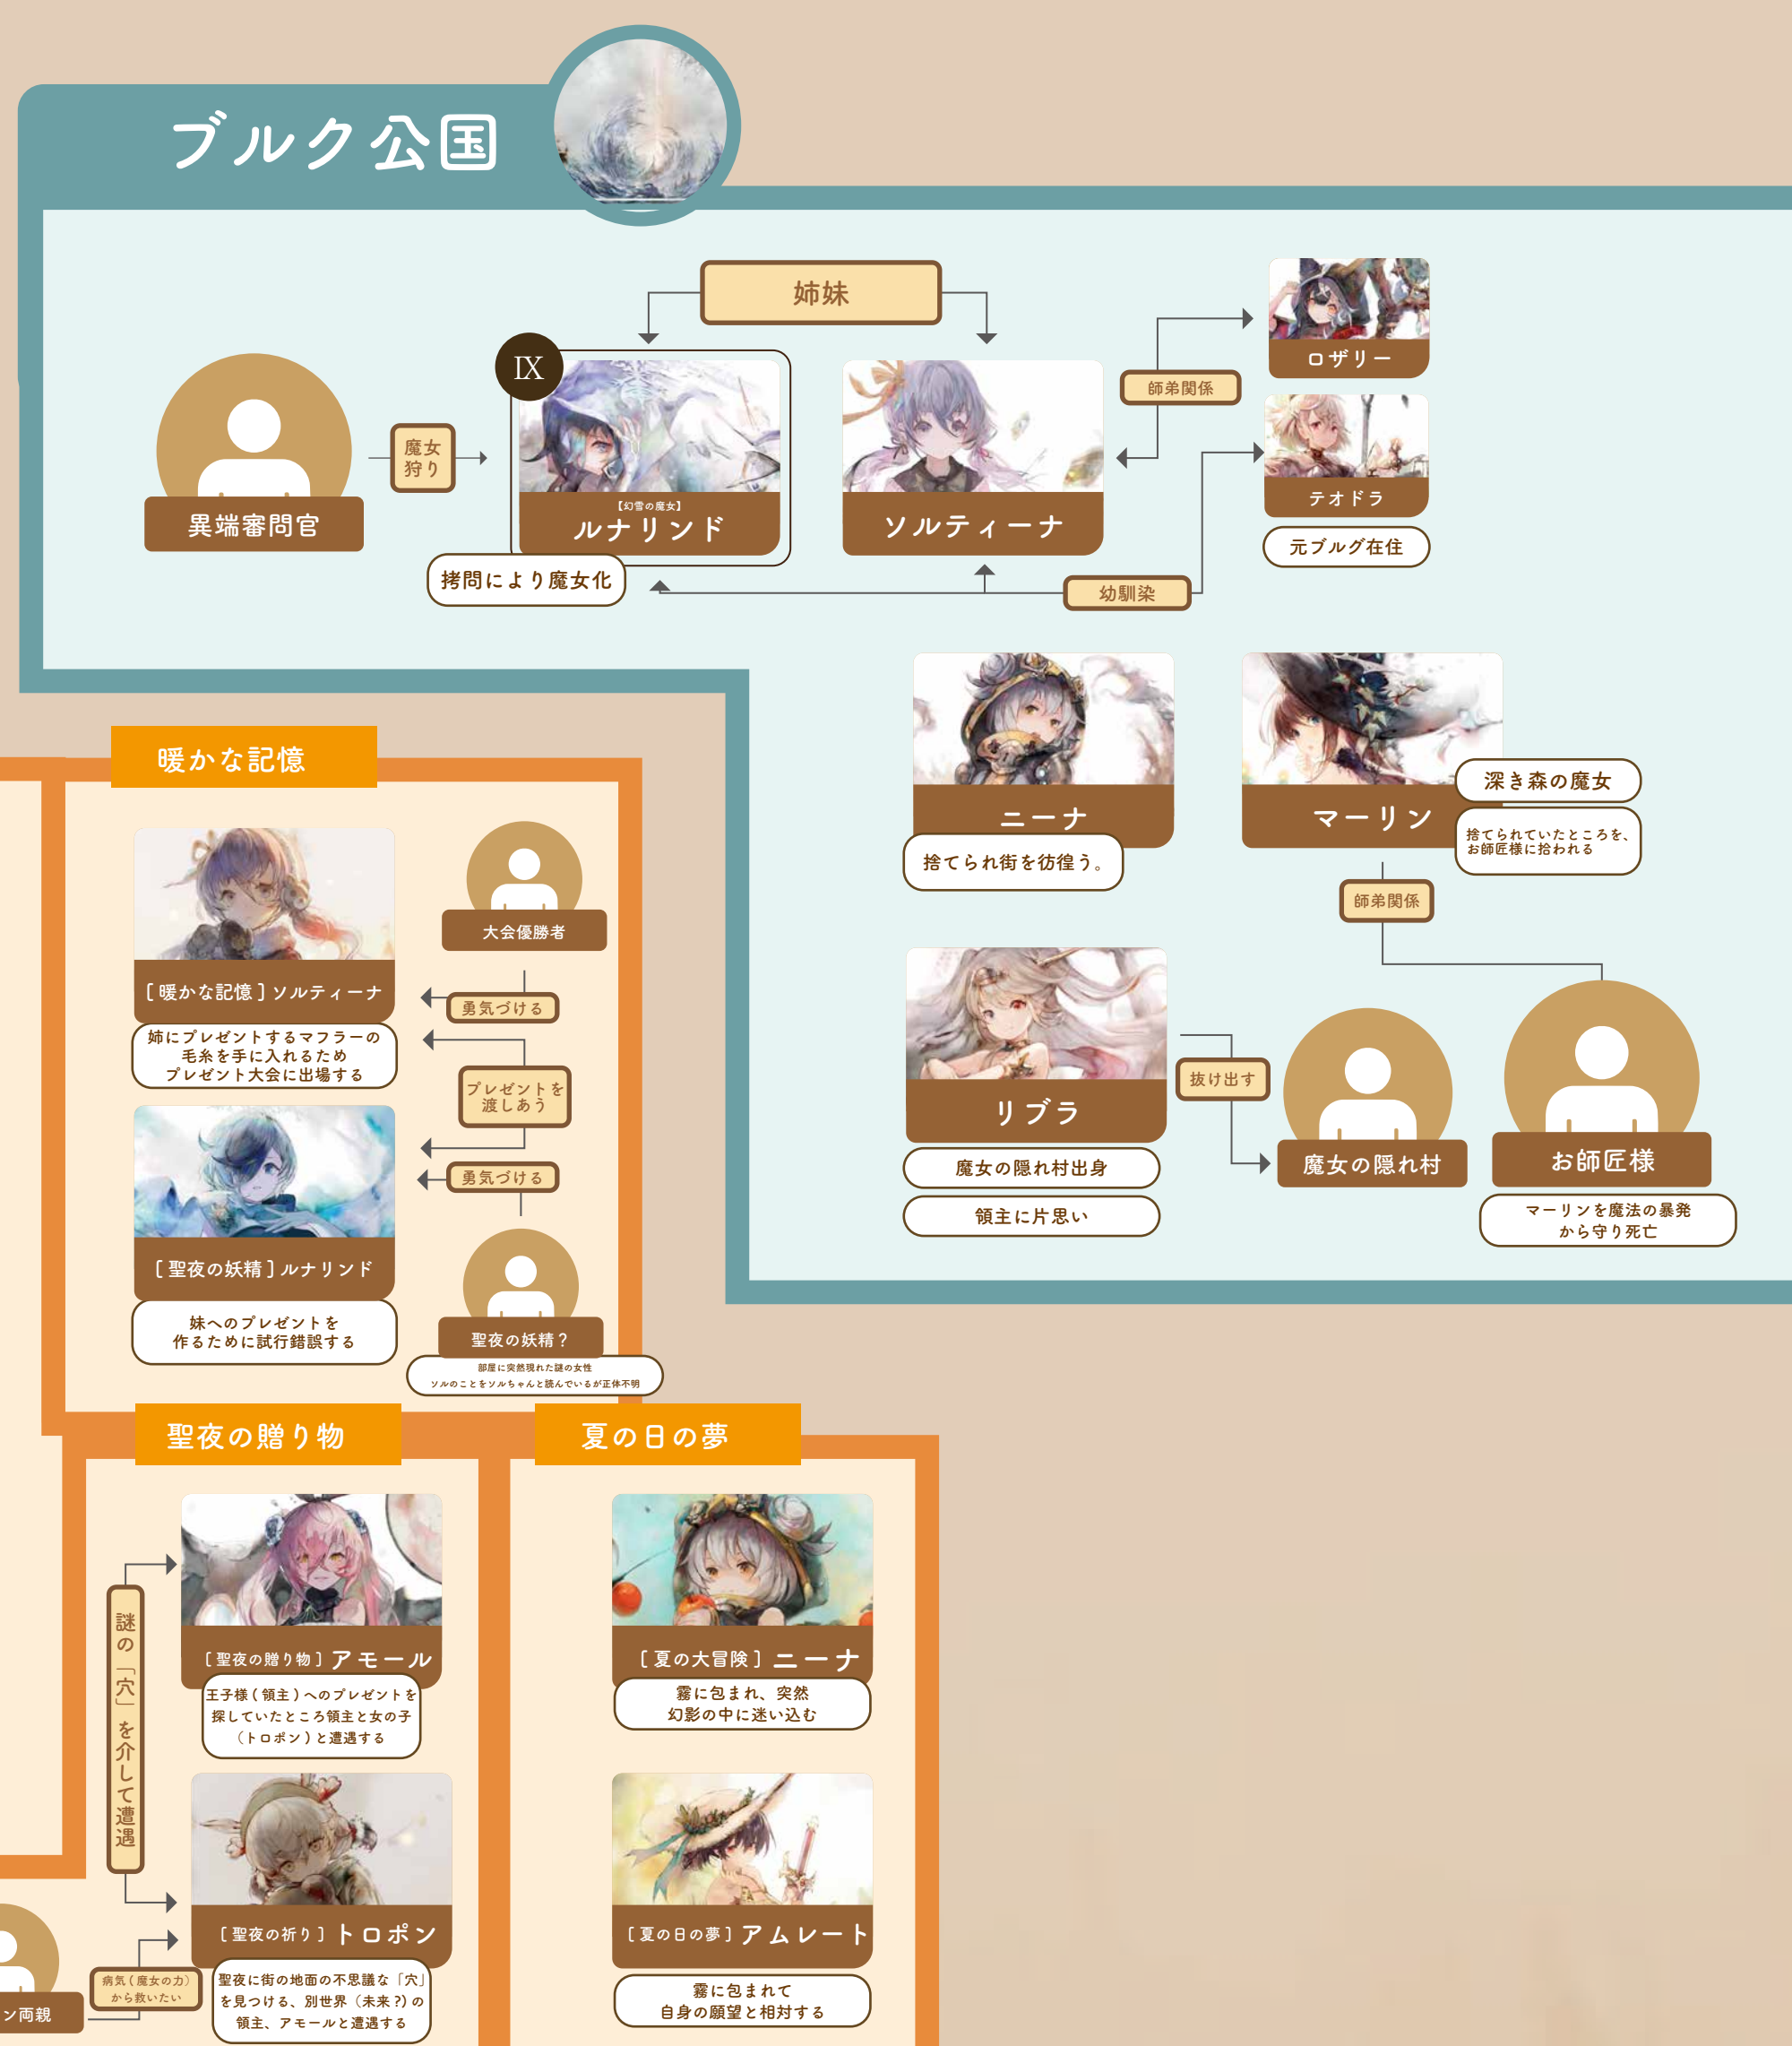 ブルク公国
姉妹
IX
魔女
狩り
異端審問官
【幻雪の魔女】
ルナリンド
拷問により魔女化
ソルティーナ
師弟関係
ロザリー
テオドラ
元ブルグ在住
幼馴染
ニーナ
捨てられ街を彷徨う。
マーリン
深き森の魔女
捨てられていたところを、
お師匠様に拾われる
師弟関係
リブラ
魔女の隠れ村出身
領主に片思い
抜け出す
魔女の隠れ村
お師匠様
マーリンを魔法の暴発
から守り死亡
暖かな記憶
[ 暖かな記憶 ] ソルティーナ
姉にプレゼントするマフラーの
毛糸を手に入れるため
プレゼント大会に出場する
大会優勝者
勇気づける
プレゼントを
渡しあう
勇気づける
[ 聖夜の妖精 ] ルナリンド
妹へのプレゼントを
作るために試行錯誤する
聖夜の妖精？
部屋に突然現れた謎の女性
ソルのことをソルちゃんと読んでいるが正体不明
聖夜の贈り物
謎の「穴」を介して遭遇
[ 聖夜の贈り物 ] アモール
王子様 ( 領主 ) へのプレゼントを
探していたところ領主と女の子
（トロポン ) と遭遇する
[ 聖夜の祈り ] トロポン
聖夜に街の地面の不思議な「穴」
を見つける、別世界（未来 ?) の
領主、アモールと遭遇する
病気 ( 魔女の力）
から救いたい
ン両親
夏の日の夢
[ 夏の大冒険 ] ニーナ
霧に包まれ、突然
幻影の中に迷い込む
[ 夏の日の夢 ] アムレート
霧に包まれて
自身の願望と相対する